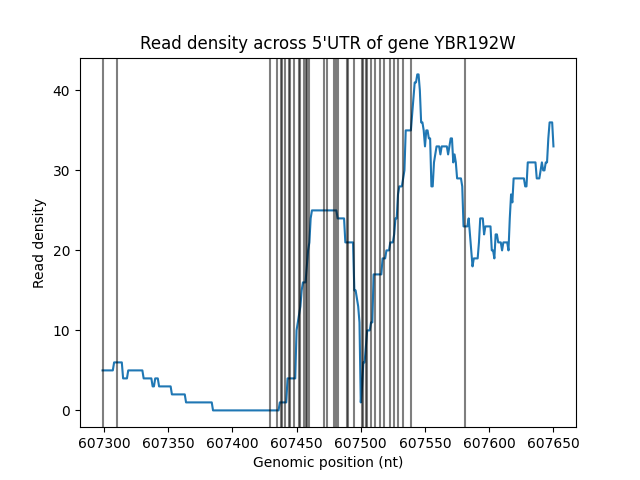 Read density across 5'UTR of gene YBR192W
40
30
20
10
0
Read density
607300 607350 607400 607450 607500 607550 607600 607650
Genomic position (nt)